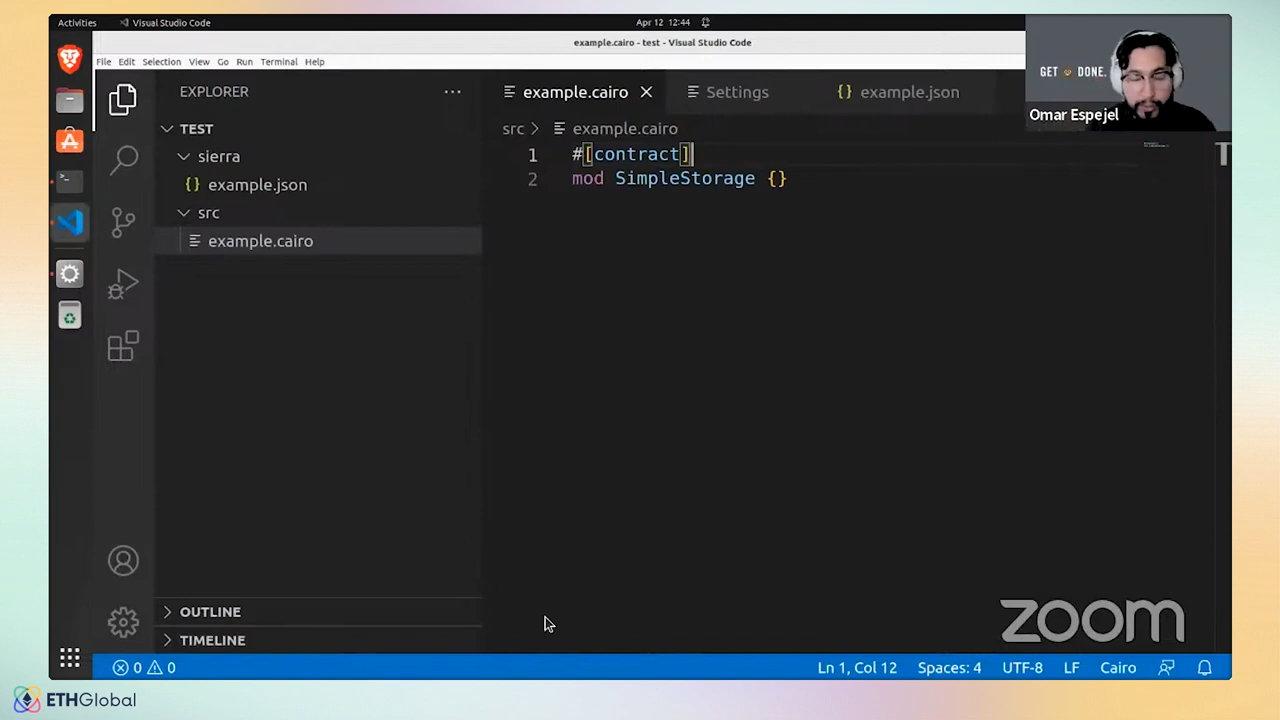 Activities
Visual Studio Code
Apr 12 12:44
example.cairo - test - Visual Studio Code
File Edit Selection View Go Run Terminal Help
GET DONE.
Omar Espejel
EXPLORER
example.cairo
Settings
{} example.json
TEST
src > example.cairo
sierra
{} example.json
src
example.cairo
1 #[contract]
2 mod SimpleStorage {}
OUTLINE
TIMELINE
zoom
0 0
Ln 1, Col 12 Spaces: 4 UTF-8 LF Cairo
ETHGlobal